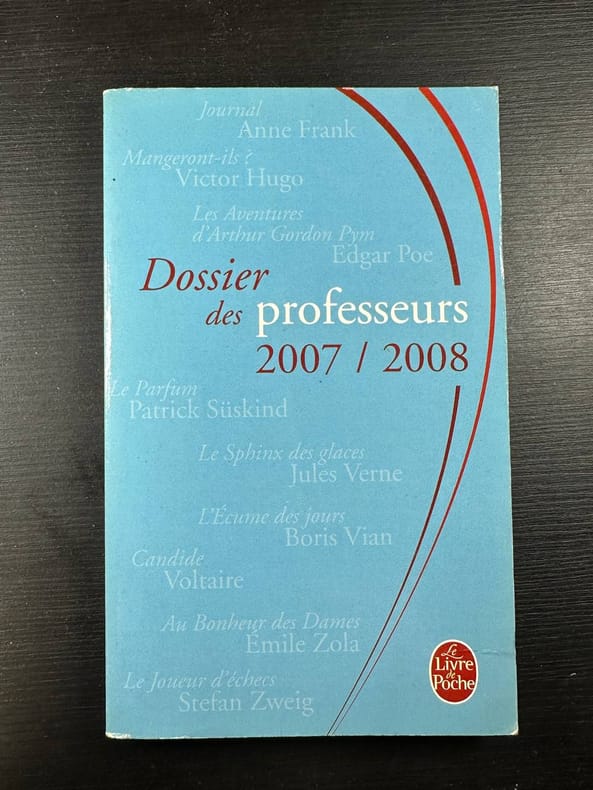 Journal
Anne Frank
Mangeront-ils ?
Victor Hugo
Les Aventures
d'Arthur Gordon Pym
Edgar Poe
Dossier
des professeurs
2007 / 2008
Le Parfum
Patrick Süskind
Le Sphinx des glaces
Jules Verne
L'Écume des jours
Boris Vian
Candide
Voltaire
Au Bonheur des Dames
Émile Zola
Le Joueur d'échecs
Stefan Zweig
Le
Livre
de
Poche